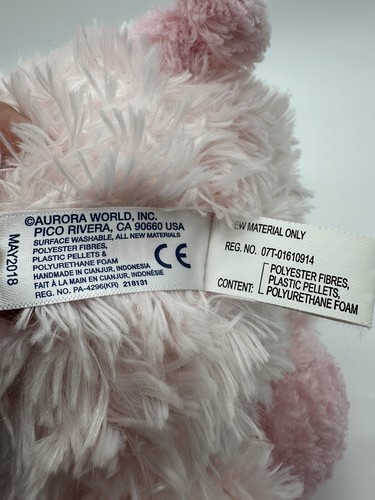 ©AURORA WORLD, INC.
PICO RIVERA, CA 90660 USA
SURFACE WASHABLE, ALL NEW MATERIALS
POLYESTER FIBRES,
PLASTIC PELLETS &
POLYURETHANE FOAM
HANDMADE IN CIANJUR, INDONESIA
FAIT À LA MAIN EN CIANJUR, INDONÉSIE
REG. NO. PA-4296(KR) 218131
CE
MAY2018
MATERIAL ONLY
REG. NO. 07T-01610914
CONTENT:
POLYESTER FIBRES,
PLASTIC PELLETS,
POLYURETHANE FOAM